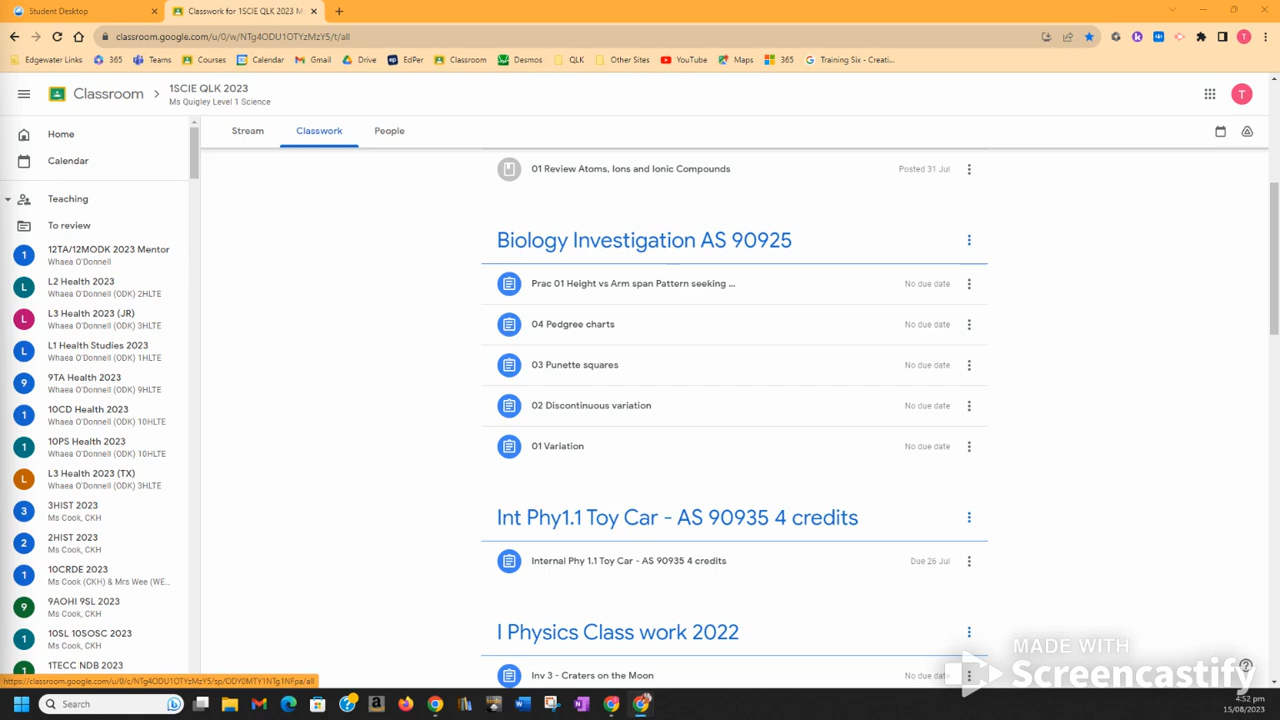 Student Desktop
Classwork for 1SCIE QLK 2023 M
classroom.google.com/u/0/w/NTg4ODU1OTYzMzY5/t/all
Edgewater Links
365
Teams
Courses
Calendar
Gmail
Drive
EdPer
Classroom
Desmos
QLK
Other Sites
YouTube
Maps
365
Training Six - Creati...
Classroom
1SCIE QLK 2023
Ms Quigley Level 1 Science
T
T
Stream
Classwork
People
Home
Calendar
Teaching
To review
1
12TA/12MODK 2023 Mentor
Whaea O'Donnell
L
L2 Health 2023
Whaea O'Donnell (ODK) 2HLTE
L
L3 Health 2023 (JR)
Whaea O'Donnell (ODK) 3HLTE
L
L1 Health Studies 2023
Whaea O'Donnell (ODK) 1HLTE
9
9TA Health 2023
Whaea O'Donnell (ODK) 9HLTE
1
10CD Health 2023
Whaea O'Donnell (ODK) 10HLTE
1
10PS Health 2023
Whaea O'Donnell (ODK) 10HLTE
L
L3 Health 2023 (TX)
Whaea O'Donnell (ODK) 3HLTE
3
3HIST 2023
Ms Cook, CKH
2
2HIST 2023
Ms Cook, CKH
1
10CRDE 2023
Ms Cook (CKH) & Mrs Wee (WE...
9
9AOHI 9SL 2023
Ms Cook, CKH
1
10SL 10SOSC 2023
Ms Cook, CKH
1
1TECC NDB 2023
01 Review Atoms, Ions and Ionic Compounds
Posted 31 Jul
Biology Investigation AS 90925
Prac 01 Height vs Arm span Pattern seeking ...
No due date
04 Pedgree charts
No due date
03 Punette squares
No due date
02 Discontinuous variation
No due date
01 Variation
No due date
Int Phy1.1 Toy Car - AS 90935 4 credits
Internal Phy 1.1 Toy Car - AS 90935 4 credits
Due 26 Jul
I Physics Class work 2022
Inv 3 - Craters on the Moon
No due date
MADE WITH
Screencastify
Search
4:52 pm
15/08/2023